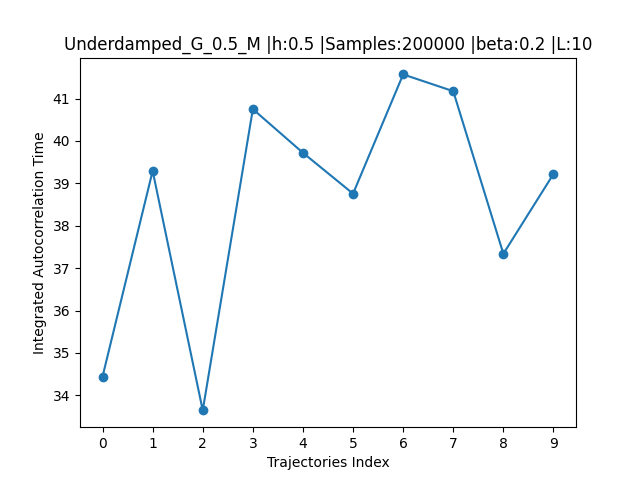 Underdamped_G_0.5_M |h:0.5 |Samples:200000 |beta:0.2 |L:10
Integrated Autocorrelation Time
41
40
39
38
37
36
35
34
0 1 2 3 4 5 6 7 8 9
Trajectories Index